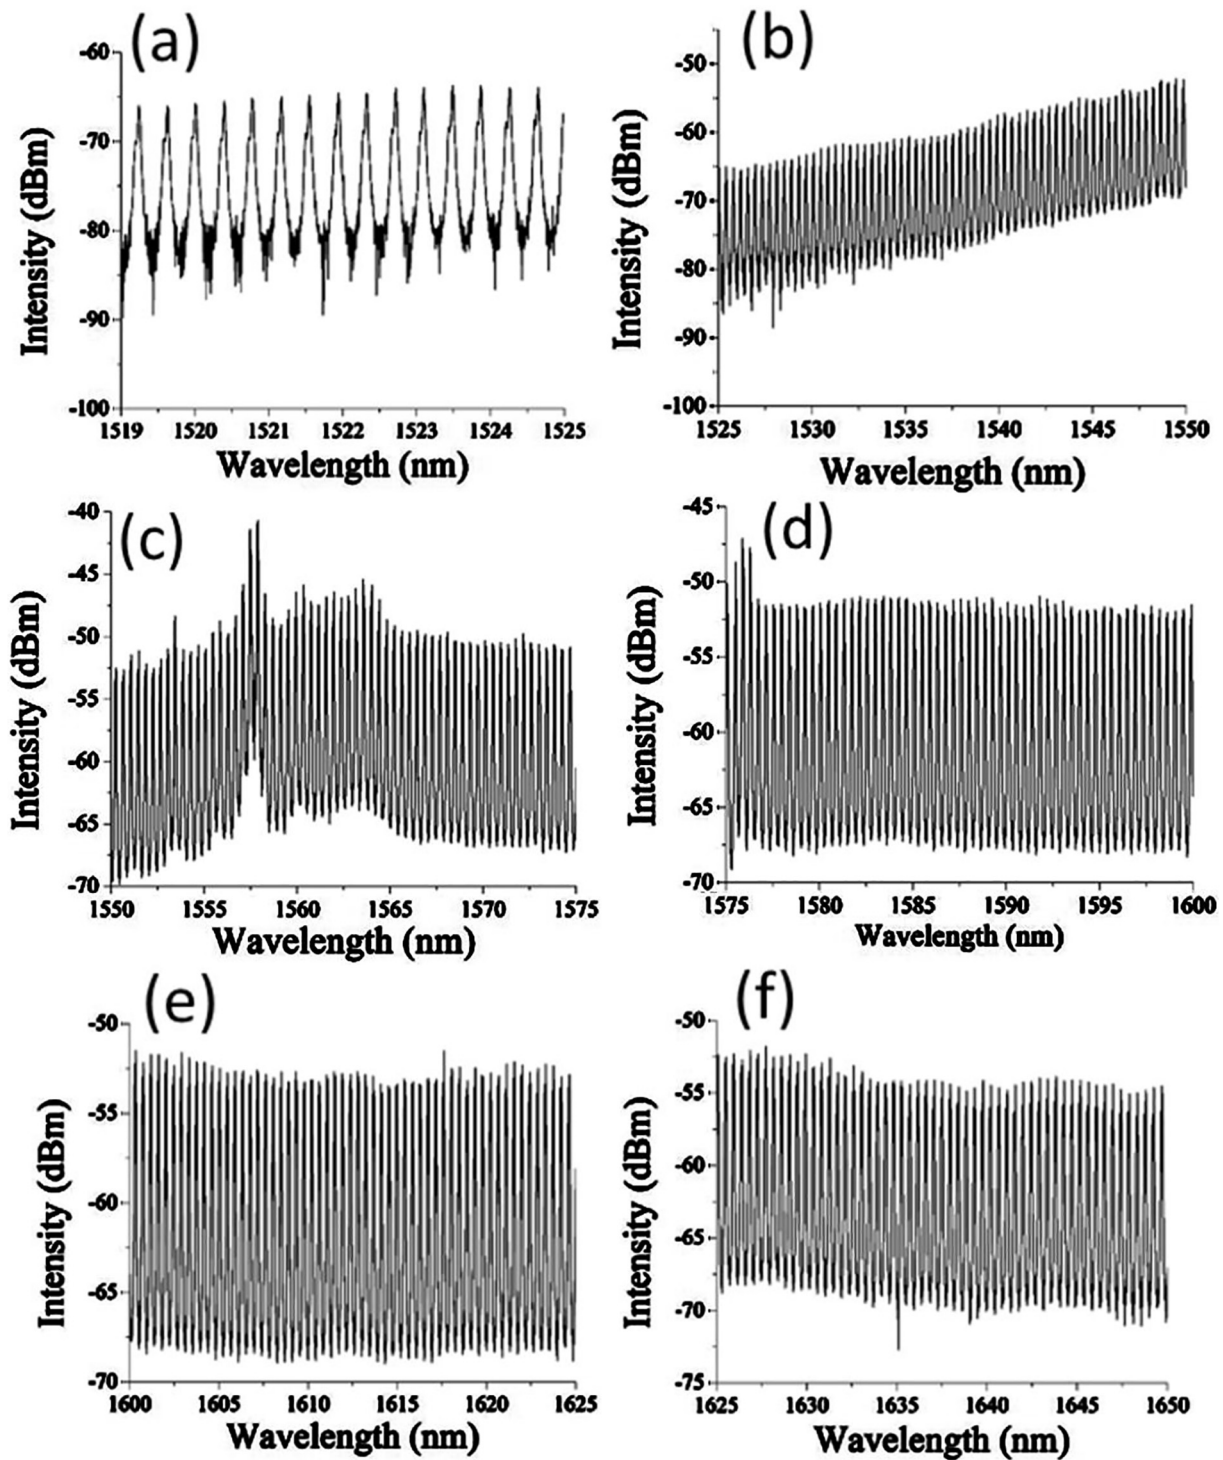 (a)
-60
-70
-80
-90
-100
Intensity (dBm)
1519 1520 1521 1522 1523 1524 1525
Wavelength (nm)
(b)
-50
-60
-70
-80
-90
-100
Intensity (dBm)
1525 1530 1535 1540 1545 1550
Wavelength (nm)
(c)
-40
-45
-50
-55
-60
-65
-70
Intensity (dBm)
1550 1555 1560 1565 1570 1575
Wavelength (nm)
(d)
-45
-50
-55
-60
-65
-70
Intensity (dBm)
1575 1580 1585 1590 1595 1600
Wavelength (nm)
(e)
-50
-55
-60
-65
-70
Intensity (dBm)
1600 1605 1610 1615 1620 1625
Wavelength (nm)
(f)
-50
-55
-60
-65
-70
-75
Intensity (dBm)
1625 1630 1635 1640 1645 1650
Wavelength (nm)